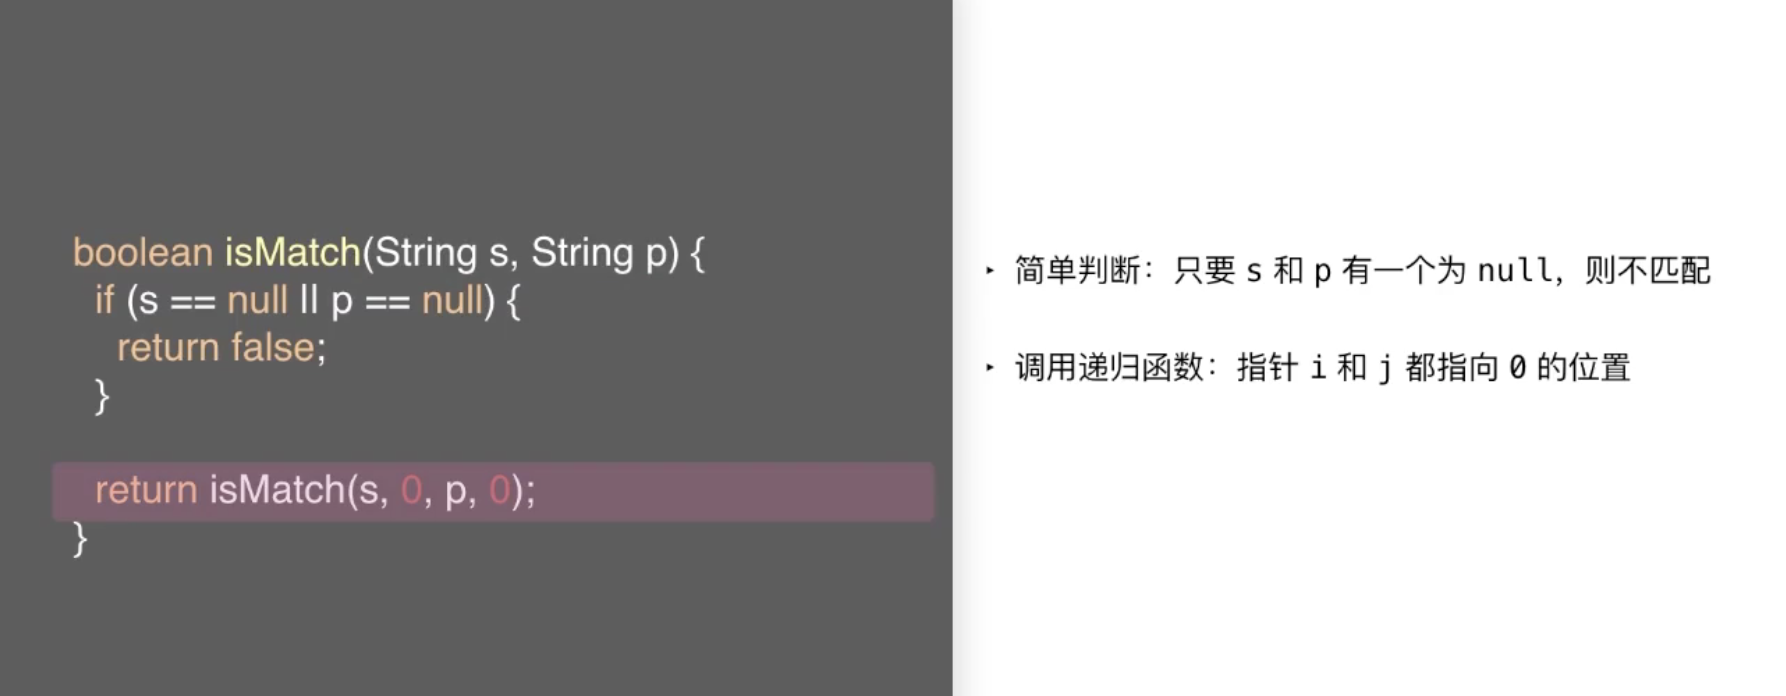 boolean isMatch(String s, String p) {
if (s == null || p == null) {
return false;
}
return isMatch(s, 0, p, 0);
}
‣ 简单判断：只要 s 和 p 有一个为 null，则不匹配
‣ 调用递归函数：指针 i 和 j 都指向 0 的位置